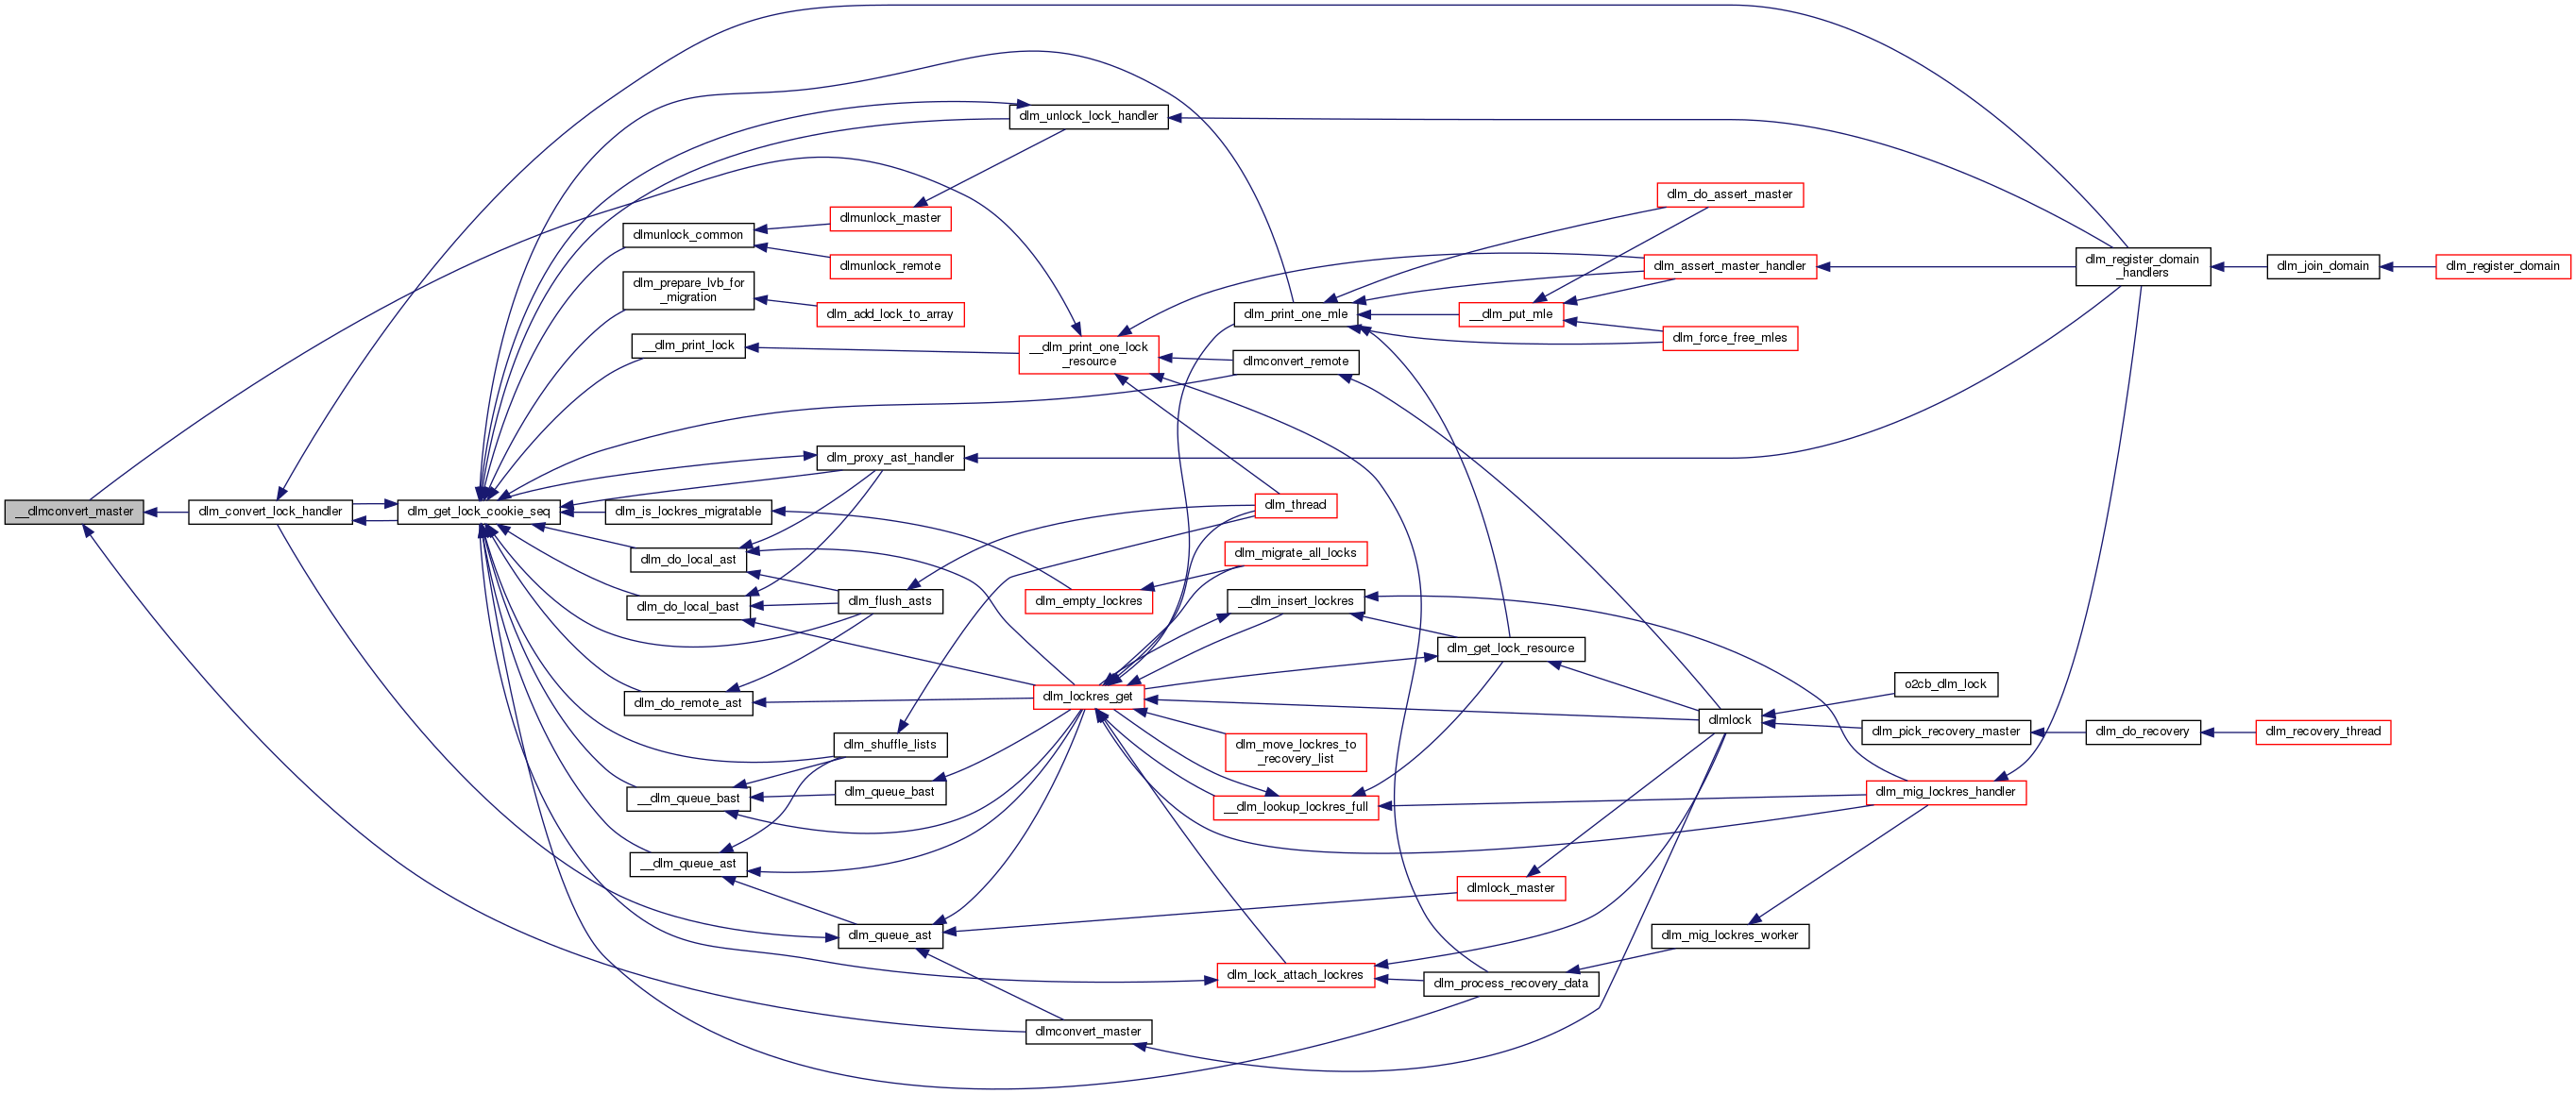 __dlmconvert_master
dlm_convert_lock_handler
dlm_get_lock_cookie_seq
dlmunlock_common
dlm_prepare_lvb_for
_migration
__dlm_print_lock
dlm_is_lockres_migratable
dlm_do_local_ast
dlm_do_local_bast
dlm_do_remote_ast
__dlm_queue_bast
__dlm_queue_ast
dlmunlock_master
dlmunlock_remote
dlm_add_lock_to_array
dlm_proxy_ast_handler
dlm_flush_asts
dlm_shuffle_lists
dlm_queue_bast
dlm_queue_ast
dlm_unlock_lock_handler
__dlm_print_one_lock
_resource
dlm_empty_lockres
dlm_lockres_get
dlmconvert_master
dlm_print_one_mle
dlmconvert_remote
dlm_thread
dlm_migrate_all_locks
__dlm_insert_lockres
dlm_move_lockres_to
_recovery_list
__dlm_lookup_lockres_full
dlm_lock_attach_lockres
__dlm_put_mle
dlm_get_lock_resource
dlmlock_master
dlm_process_recovery_data
dlm_do_assert_master
dlm_assert_master_handler
dlm_force_free_mles
dlmlock
dlm_mig_lockres_worker
o2cb_dlm_lock
dlm_pick_recovery_master
dlm_mig_lockres_handler
dlm_register_domain
_handlers
dlm_do_recovery
dlm_join_domain
dlm_recovery_thread
dlm_register_domain